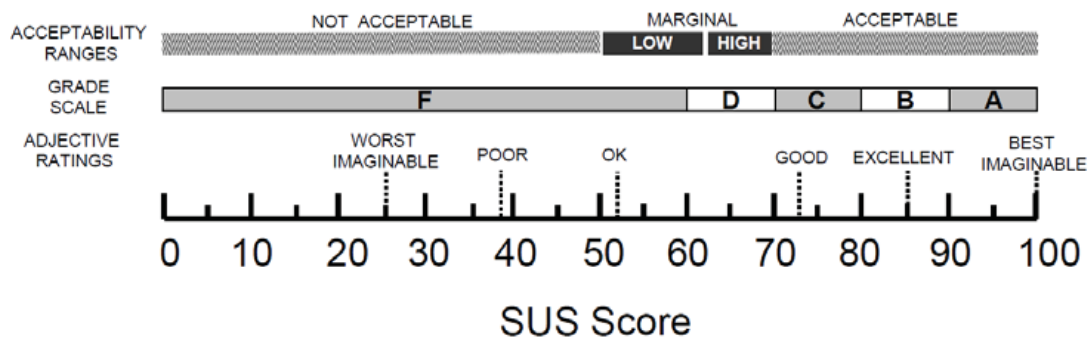 NOT ACCEPTABLE
MARGINAL
ACCEPTABLE
ACCEPTABILITY
RANGES
LOW
HIGH
GRADE
SCALE
F
D
C
B
A
ADJECTIVE
RATINGS
WORST
IMAGINABLE
POOR
OK
GOOD
EXCELLENT
BEST
IMAGINABLE
0 10 20 30 40 50 60 70 80 90 100
SUS Score